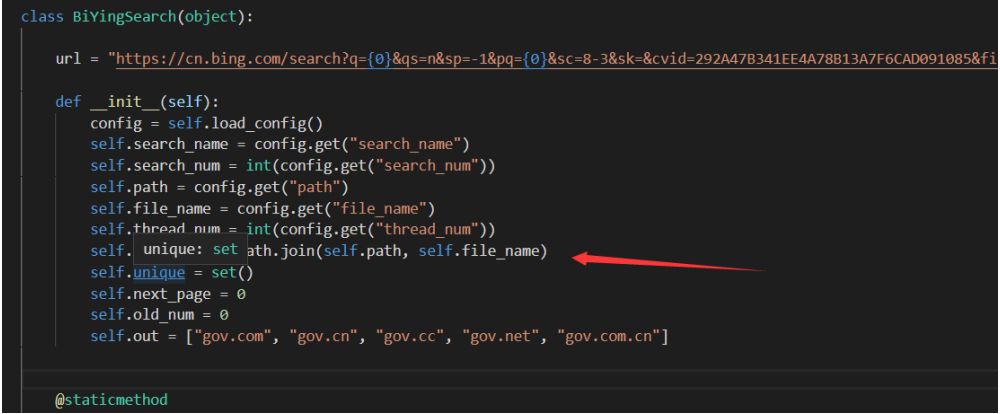 class BiYingSearch(object):
url = "https://cn.bing.com/search?q={0}&qs=n&sp=-1&pq={0}&sc=8-3&sk=&cvid=292A47B341EE4A78B13A7F6CAD091085&fi
def __init__(self):
config = self.load_config()
self.search_name = config.get("search_name")
self.search_num = int(config.get("search_num"))
self.path = config.get("path")
self.file_name = config.get("file_name")
self.thread_num = int(config.get("thread_num"))
self. unique: set ath.join(self.path, self.file_name)
self.unique = set()
self.next_page = 0
self.old_num = 0
self.out = ["gov.com", "gov.cn", "gov.cc", "gov.net", "gov.com.cn"]
@staticmethod